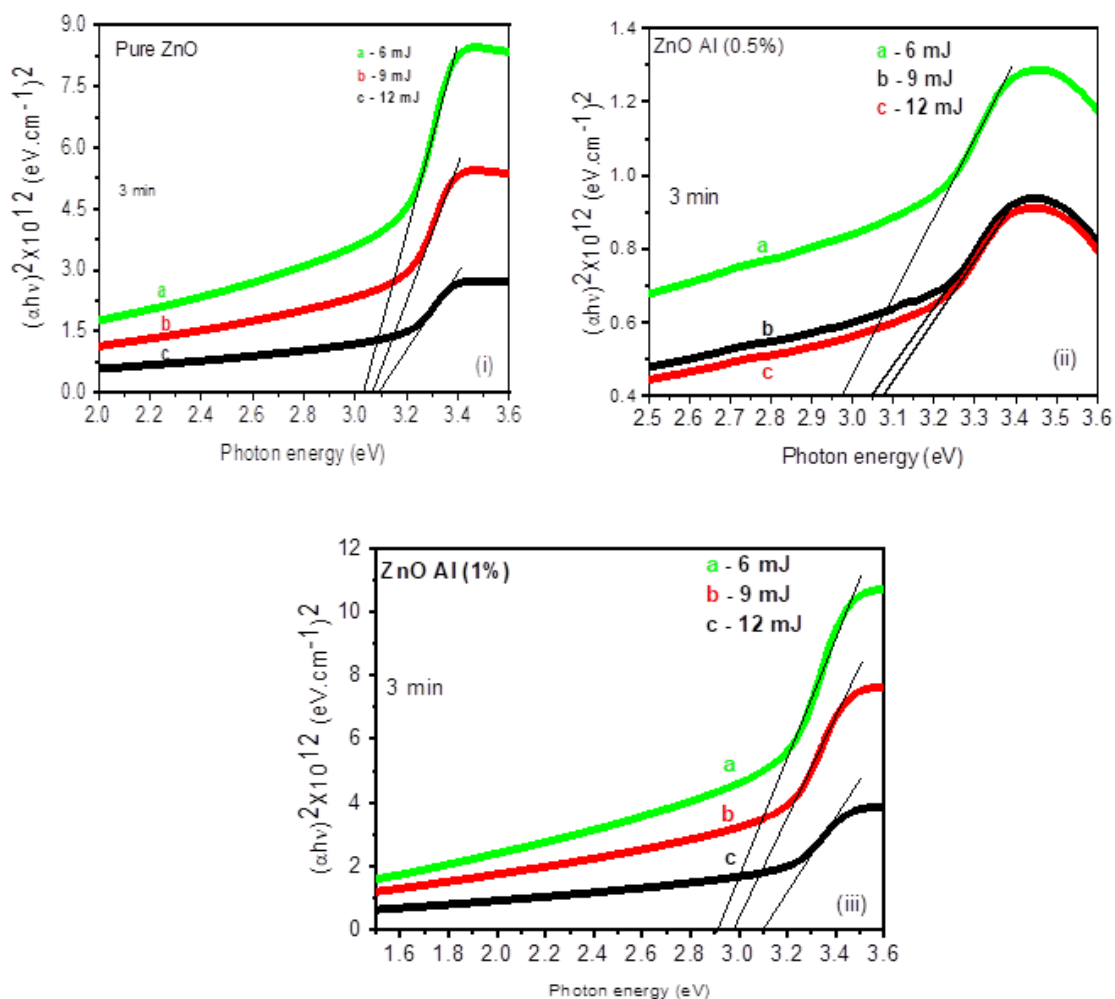 Pure ZnO
a - 6 mJ
b - 9 mJ
c - 12 mJ
3 min
a
b
c
(i)
(αhν)²X10¹² (eV.cm⁻¹)²
9.0
7.5
6.0
4.5
3.0
1.5
0.0
2.0 2.2 2.4 2.6 2.8 3.0 3.2 3.4 3.6
Photon energy (eV)
ZnO Al (0.5%)
a - 6 mJ
b - 9 mJ
c - 12 mJ
3 min
a
b
c
(ii)
(αhν)²X10¹² (eV.cm⁻¹)²
1.4
1.2
1.0
0.8
0.6
0.4
2.5 2.6 2.7 2.8 2.9 3.0 3.1 3.2 3.3 3.4 3.5 3.6
Photon energy (eV)
ZnO Al (1%)
a - 6 mJ
b - 9 mJ
c - 12 mJ
3 min
a
b
c
(iii)
(αhν)²X10¹² (eV.cm⁻¹)²
12
10
8
6
4
2
0
1.6 1.8 2.0 2.2 2.4 2.6 2.8 3.0 3.2 3.4 3.6
Photon energy (eV)